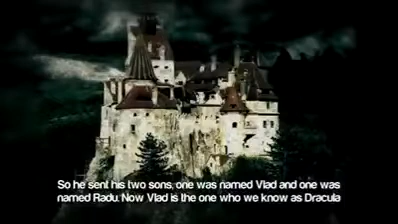 So he sent his two sons, one was named Vlad and one was
named Radu. Now Vlad is the one who we know as Dracula